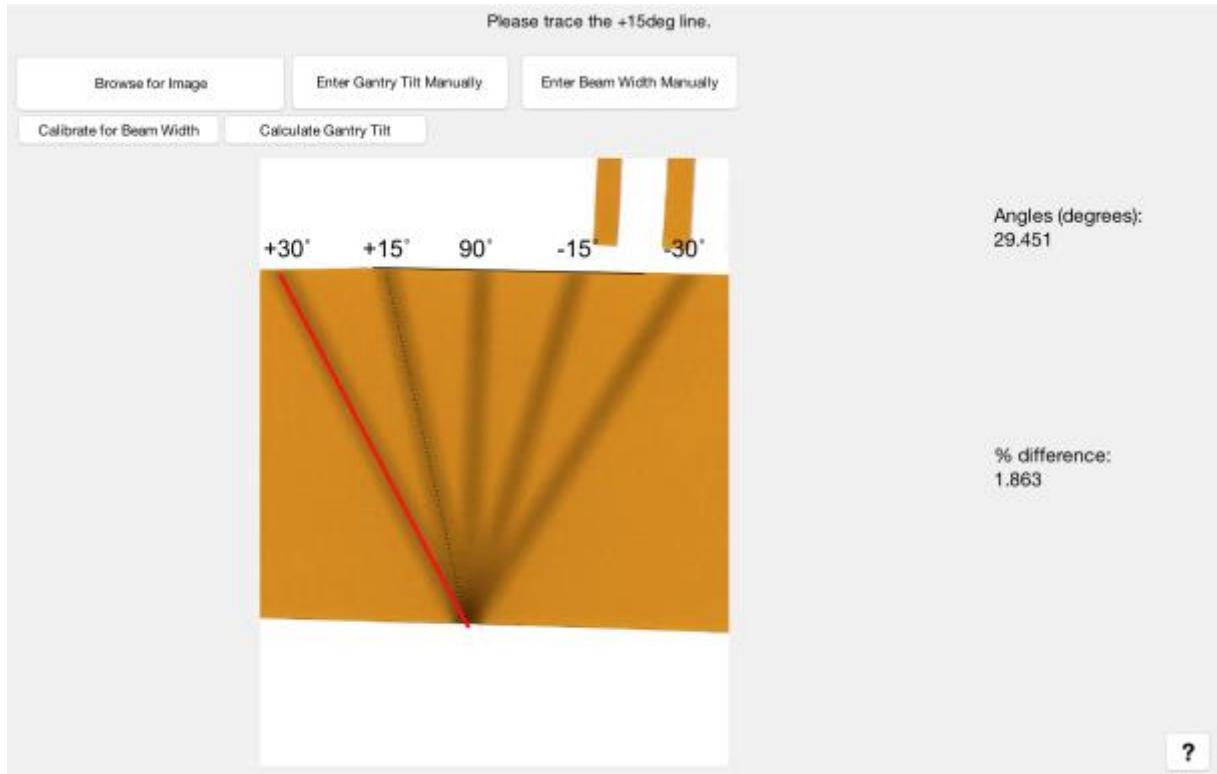 Please trace the +15deg line.
Browse for Image
Enter Gantry Tilt Manually
Enter Beam Width Manually
Calibrate for Beam Width
Calculate Gantry Tilt
+30° +15° 90° -15° -30°
Angles (degrees):
29.451
% difference:
1.863
?